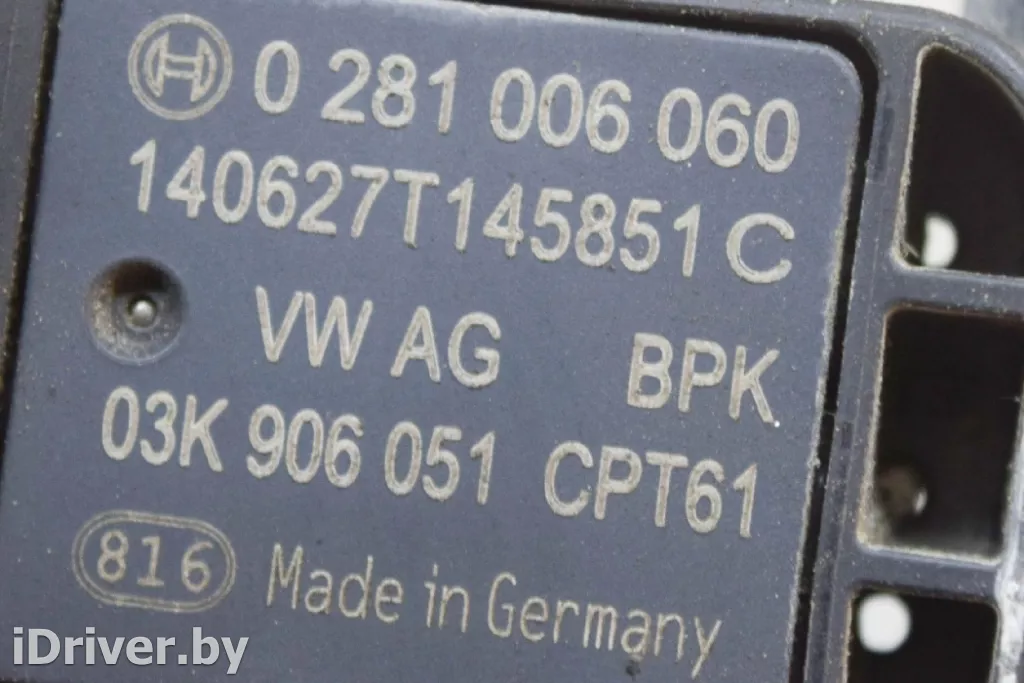 0 281 006 060
140627T145851 C
VW AG BPK
03K 906 051 CPT61
816 Made in Germany
iDriver.by